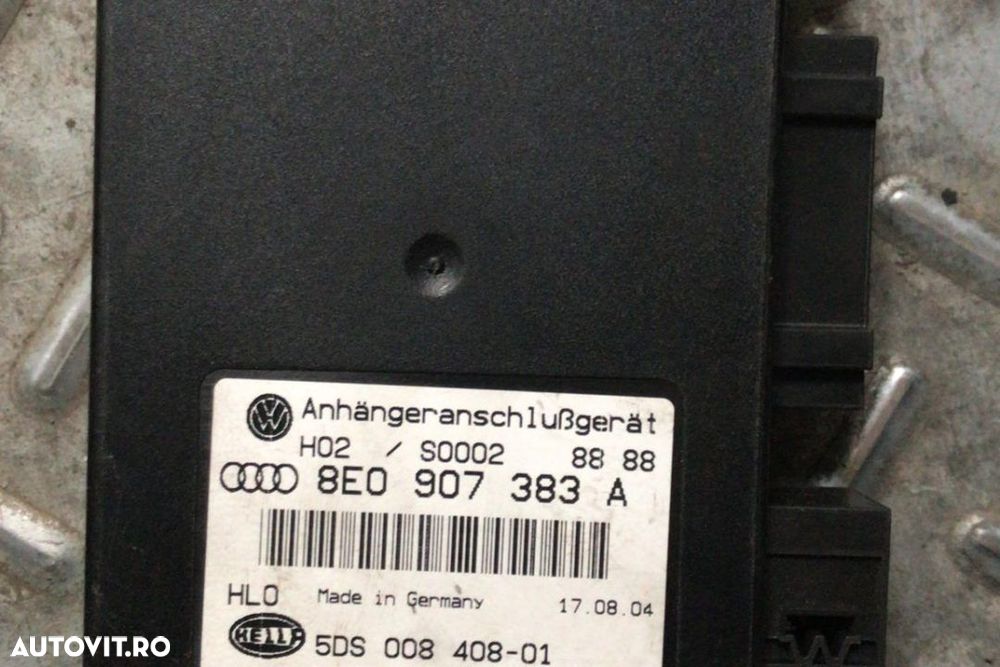 Anhängeranschlußgerät
H02 / S0002 88 88
8E0 907 383 A
HLO Made in Germany 17.08.04
HELLA 5DS 008 408-01
AUTOVIT.RO